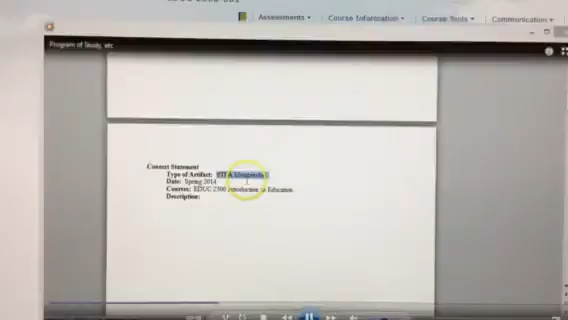 Assessments
Course Information
Course Tools
Communication
Program of Study, etc
Context Statement
Type of Artifact:
Date: Spring 2014
Courses: EDUC 2300 Introduction to Education
Description: